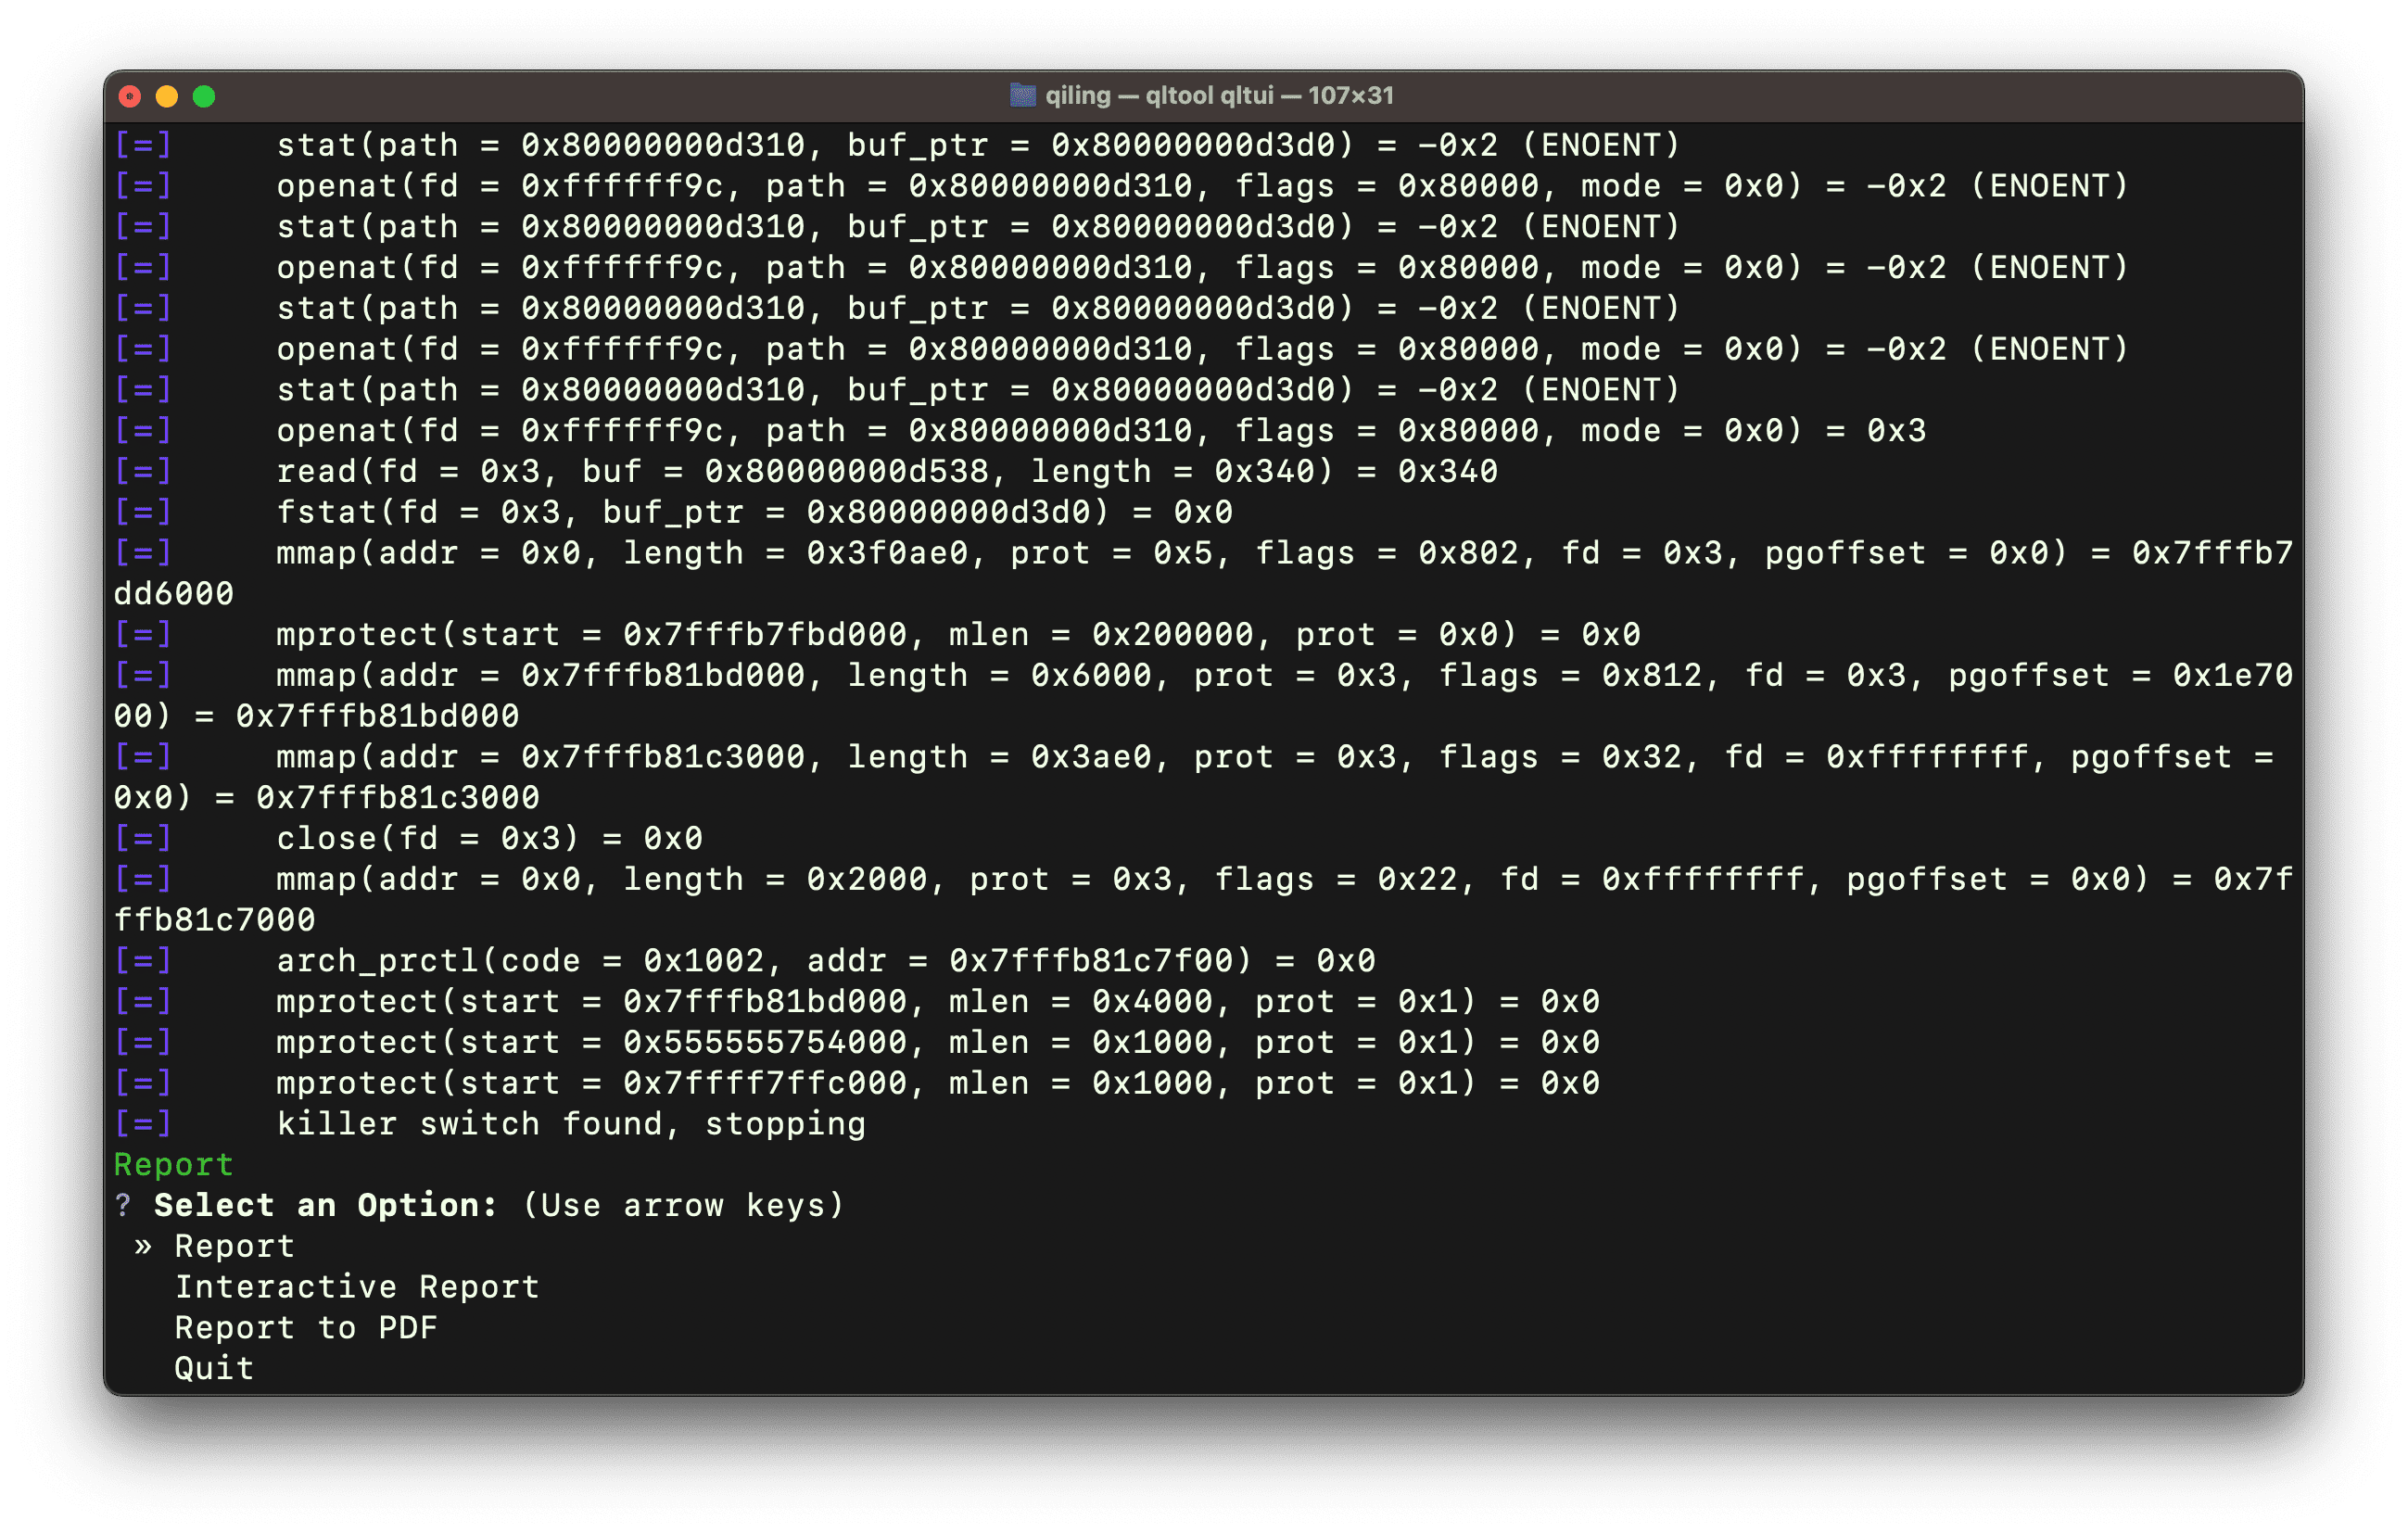 qiling — qltool qltui — 107×31
[=]     stat(path = 0x80000000d310, buf_ptr = 0x80000000d3d0) = -0x2 (ENOENT)
[=]     openat(fd = 0xffffff9c, path = 0x80000000d310, flags = 0x80000, mode = 0x0) = -0x2 (ENOENT)
[=]     stat(path = 0x80000000d310, buf_ptr = 0x80000000d3d0) = -0x2 (ENOENT)
[=]     openat(fd = 0xffffff9c, path = 0x80000000d310, flags = 0x80000, mode = 0x0) = -0x2 (ENOENT)
[=]     stat(path = 0x80000000d310, buf_ptr = 0x80000000d3d0) = -0x2 (ENOENT)
[=]     openat(fd = 0xffffff9c, path = 0x80000000d310, flags = 0x80000, mode = 0x0) = -0x2 (ENOENT)
[=]     stat(path = 0x80000000d310, buf_ptr = 0x80000000d3d0) = -0x2 (ENOENT)
[=]     openat(fd = 0xffffff9c, path = 0x80000000d310, flags = 0x80000, mode = 0x0) = 0x3
[=]     read(fd = 0x3, buf = 0x80000000d538, length = 0x340) = 0x340
[=]     fstat(fd = 0x3, buf_ptr = 0x80000000d3d0) = 0x0
[=]     mmap(addr = 0x0, length = 0x3f0ae0, prot = 0x5, flags = 0x802, fd = 0x3, pgoffset = 0x0) = 0x7fffb7
dd6000
[=]     mprotect(start = 0x7fffb7fbd000, mlen = 0x200000, prot = 0x0) = 0x0
[=]     mmap(addr = 0x7fffb81bd000, length = 0x6000, prot = 0x3, flags = 0x812, fd = 0x3, pgoffset = 0x1e70
00) = 0x7fffb81bd000
[=]     mmap(addr = 0x7fffb81c3000, length = 0x3ae0, prot = 0x3, flags = 0x32, fd = 0xffffffff, pgoffset =
0x0) = 0x7fffb81c3000
[=]     close(fd = 0x3) = 0x0
[=]     mmap(addr = 0x0, length = 0x2000, prot = 0x3, flags = 0x22, fd = 0xffffffff, pgoffset = 0x0) = 0x7f
ffb81c7000
[=]     arch_prctl(code = 0x1002, addr = 0x7fffb81c7f00) = 0x0
[=]     mprotect(start = 0x7fffb81bd000, mlen = 0x4000, prot = 0x1) = 0x0
[=]     mprotect(start = 0x555555754000, mlen = 0x1000, prot = 0x1) = 0x0
[=]     mprotect(start = 0x7ffff7ffc000, mlen = 0x1000, prot = 0x1) = 0x0
[=]     killer switch found, stopping
Report
? Select an Option: (Use arrow keys)
 » Report
   Interactive Report
   Report to PDF
   Quit